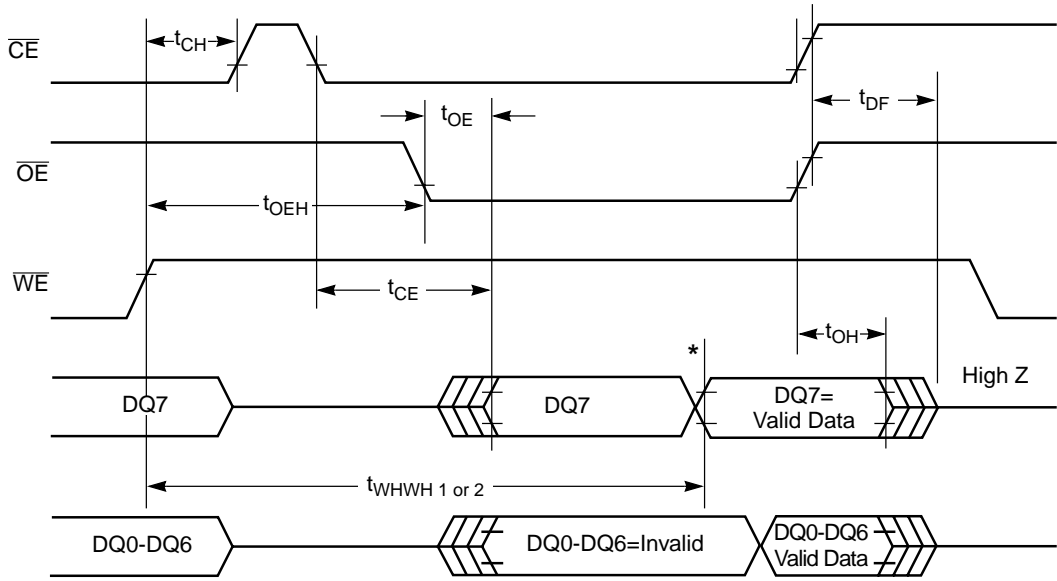 CE
tCH
tDF
tOE
OE
tOEH
WE
tCE
tOH
*
High Z
DQ7
DQ7
DQ7=
Valid Data
tWHWH 1 or 2
DQ0-DQ6
DQ0-DQ6=Invalid
DQ0-DQ6
Valid Data